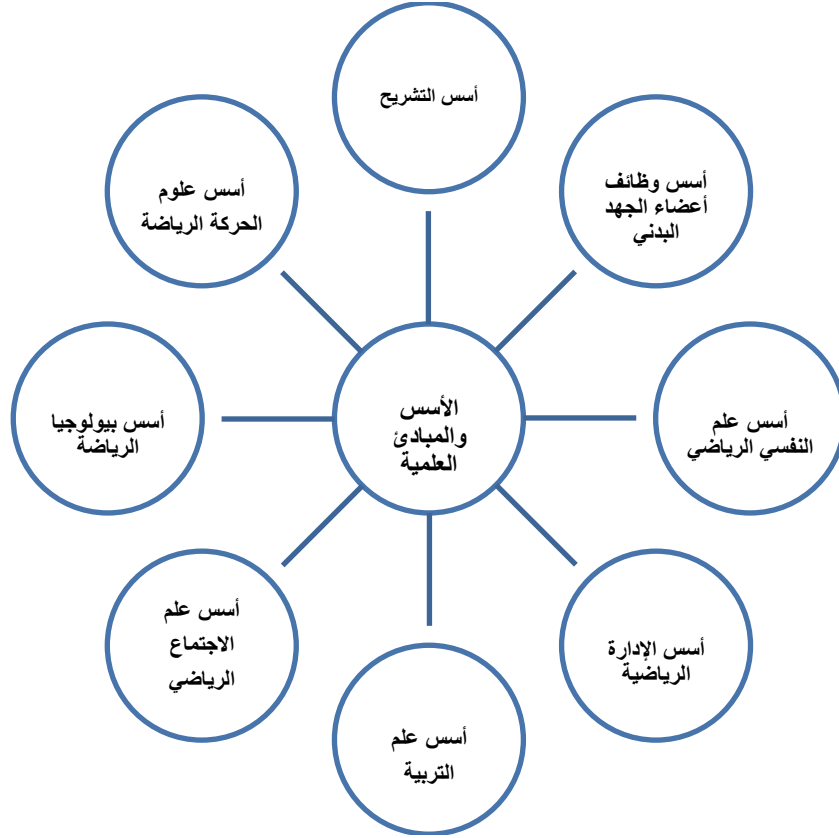 أسس التشريح
أسس وظائف
أعضاء الجهد
البدني
أسس علم
النفسي الرياضي
أسس الإدارة
الرياضية
أسس علم
التربية
أسس علم
الاجتماع
الرياضي
أسس بيولوجيا
الرياضة
أسس علوم
الحركة الرياضة
الأسس
والمبادئ
العلمية